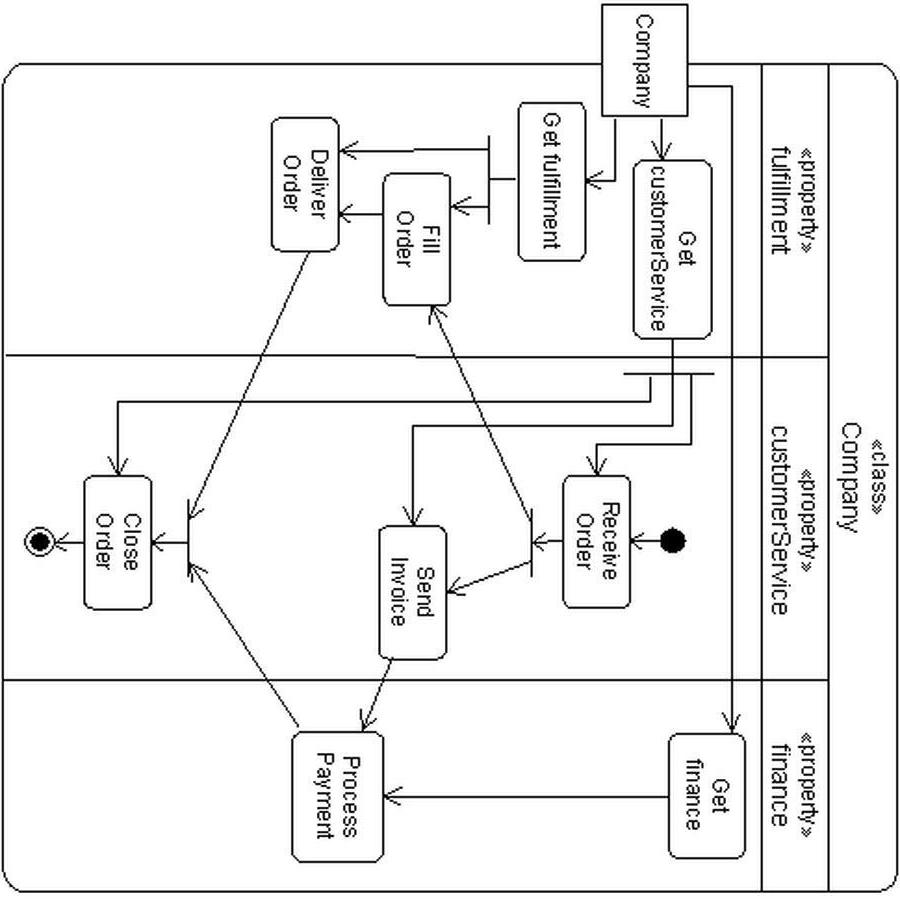 «class»
Company
«property»
fulfillment
«property»
customerService
«property»
finance
Company
Get
customerService
Get
finance
Get fulfillment
Receive
Order
Fill
Order
Send
Invoice
Deliver
Order
Process
Payment
Close
Order